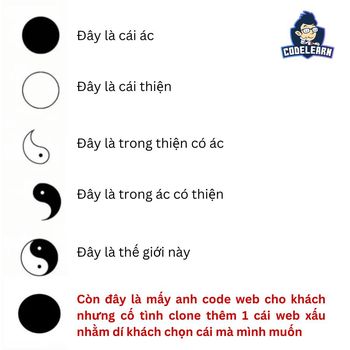 CODELEARN
Đây là cái ác
Đây là cái thiện
Đây là trong thiện có ác
Đây là trong ác có thiện
Đây là thế giới này
Còn đây là mấy anh code web cho khách
nhưng cố tình clone thêm 1 cái web xấu
nhằm dí khách chọn cái mà mình muốn